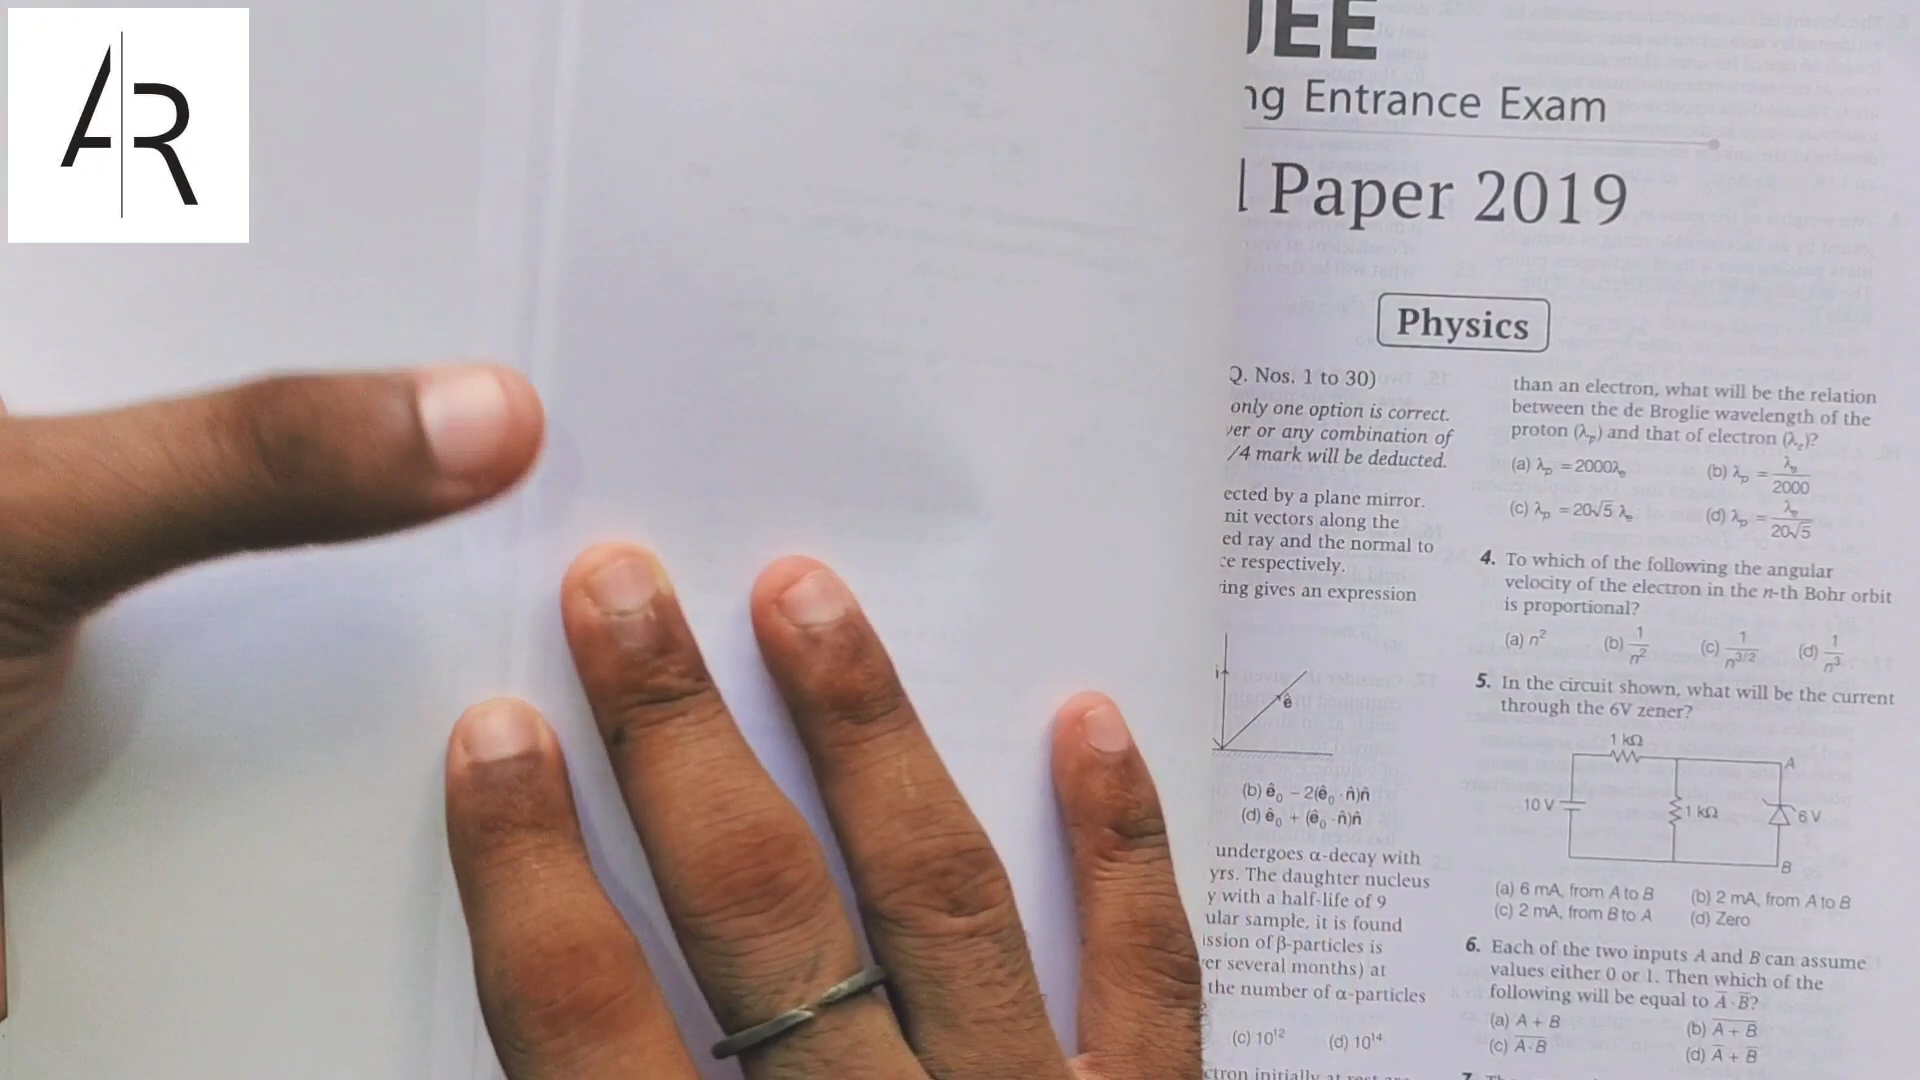 AR
JEE
ng Entrance Exam
l Paper 2019
Physics
Q. Nos. 1 to 30)
only one option is correct.
ver or any combination of
/4 mark will be deducted.
ected by a plane mirror.
nit vectors along the
ed ray and the normal to
ce respectively.
ring gives an expression
ê
(b) ê₀ − 2(ê₀ · n̂)n̂
(d) ê₀ + (ê₀ · n̂)n̂
undergoes α-decay with
yrs. The daughter nucleus
y with a half-life of 9
ular sample, it is found
ission of β-particles is
er several months) at
the number of α-particles
(c) 10¹² (d) 10¹⁴
ctron initially at rest are
than an electron, what will be the relation
between the de Broglie wavelength of the
proton (λₚ) and that of electron (λₑ)?
(a) λₚ = 2000λₑ (b) λₚ = λₑ/2000
(c) λₚ = 20√5 λₑ (d) λₚ = λₑ/20√5
4. To which of the following the angular
velocity of the electron in the n-th Bohr orbit
is proportional?
(a) n² (b) 1/n² (c) 1/n^3/2 (d) 1/n³
5. In the circuit shown, what will be the current
through the 6V zener?
1 kΩ
A
10 V
1 kΩ
6 V
B
(a) 6 mA, from A to B (b) 2 mA, from A to B
(c) 2 mA, from B to A (d) Zero
6. Each of the two inputs A and B can assume
values either 0 or 1. Then which of the
following will be equal to A̅ · B̅?
(a) A + B (b) A̅ ̅+̅ ̅B̅
(c) A̅ ̅·̅ ̅B̅ (d) A̅ + B̅
7.